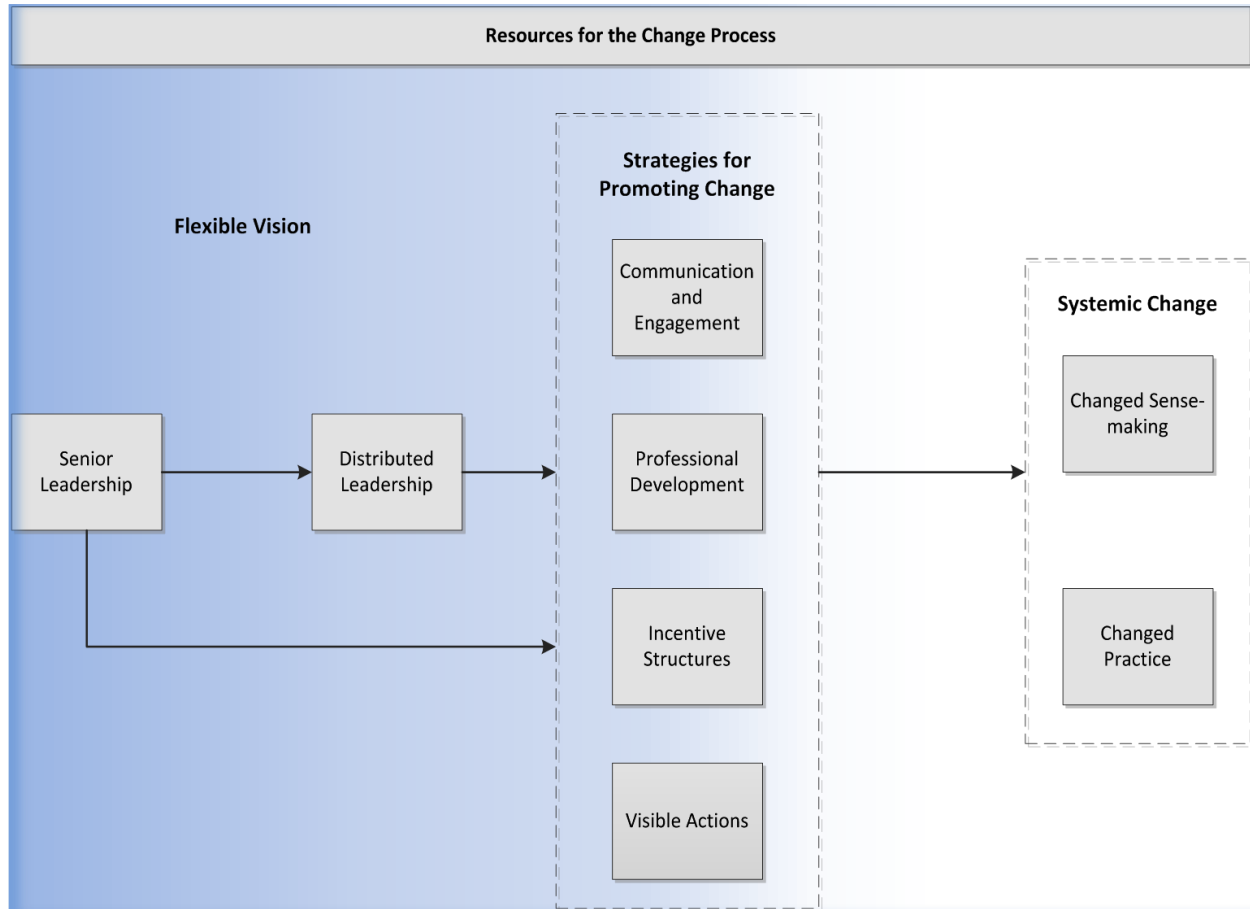 Resources for the Change Process
Flexible Vision
Strategies for
Promoting Change
Communication
and
Engagement
Systemic Change
Changed Sense-
making
Senior
Leadership
Distributed
Leadership
Professional
Development
Incentive
Structures
Changed
Practice
Visible Actions